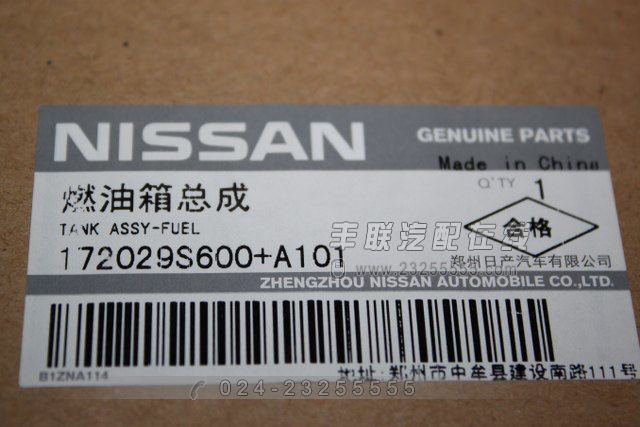 NISSAN GENUINE PARTS
Made in China
燃油箱总成 Q'TY 1
TANK ASSY-FUEL
合格
丰联汽配在线
172029S600+A101
www.23255555.com
郑州日产汽车有限公司
ZHENGZHOU NISSAN AUTOMOBILE CO.,LTD.
B1ZNA114
地址:郑州市中牟县建设南路111号
024-23255555